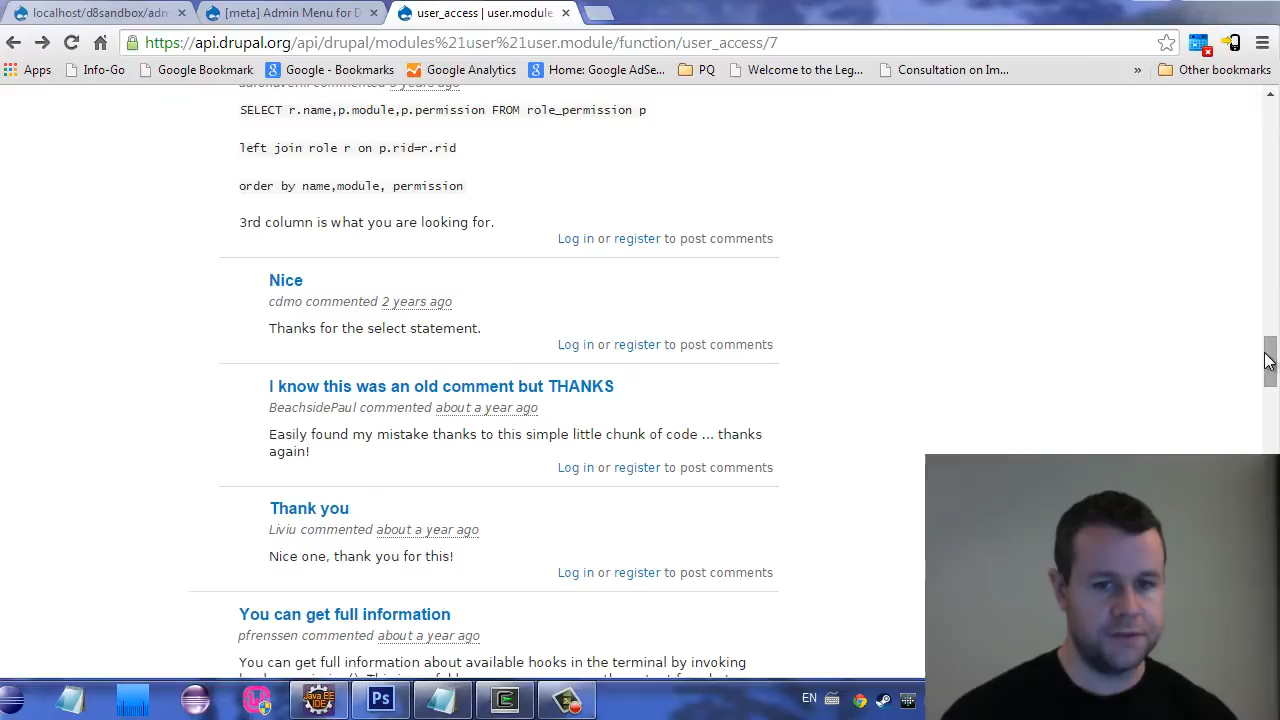 localhost/d8sandbox/adm
[meta] Admin Menu for D
user_access | user.module
https://api.drupal.org/api/drupal/modules%21user%21user.module/function/user_access/7
Apps
Info-Go
Google Bookmark
Google - Bookmarks
Google Analytics
Home: Google AdSe...
PQ
Welcome to the Leg...
Consultation on Im...
»
Other bookmarks
SELECT r.name,p.module,p.permission FROM role_permission p
left join role r on p.rid=r.rid
order by name,module, permission
3rd column is what you are looking for.
Log in or register to post comments
Nice
cdmo commented 2 years ago
Thanks for the select statement.
Log in or register to post comments
I know this was an old comment but THANKS
BeachsidePaul commented about a year ago
Easily found my mistake thanks to this simple little chunk of code ... thanks
again!
Log in or register to post comments
Thank you
Liviu commented about a year ago
Nice one, thank you for this!
Log in or register to post comments
You can get full information
pfrenssen commented about a year ago
You can get full information about available hooks in the terminal by invoking
Java EE
IDE
Ps
C
EN